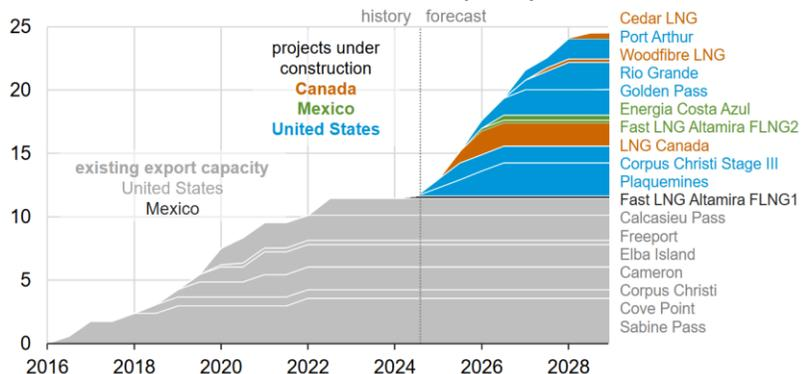 history forecast
25
20
15
10
5
0
projects under
construction
Canada
Mexico
United States
existing export capacity
United States
Mexico
2016 2018 2020 2022 2024 2026 2028
Cedar LNG
Port Arthur
Woodfibre LNG
Rio Grande
Golden Pass
Energia Costa Azul
Fast LNG Altamira FLNG2
LNG Canada
Corpus Christi Stage III
Plaquemines
Fast LNG Altamira FLNG1
Calcasieu Pass
Freeport
Elba Island
Cameron
Corpus Christi
Cove Point
Sabine Pass